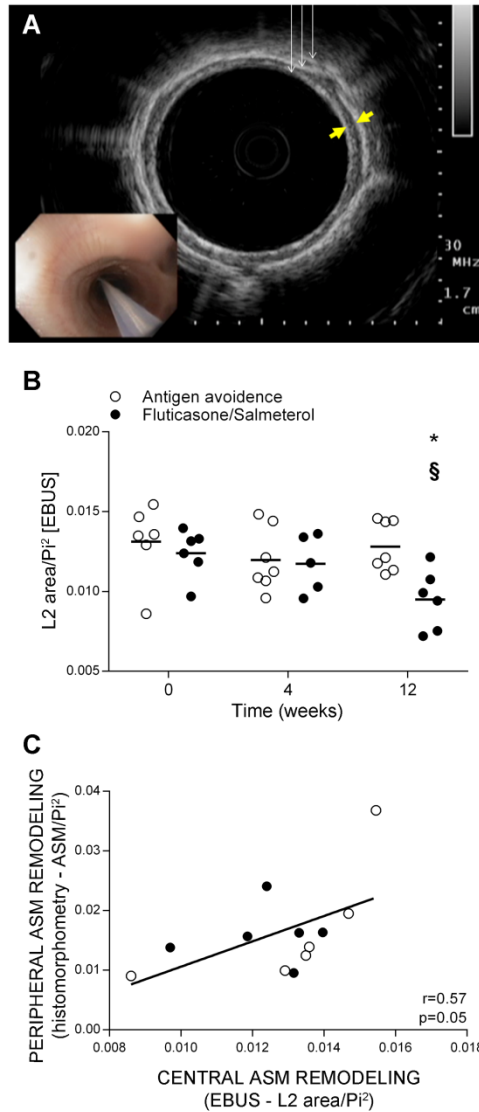 A
30
MHz
1.7
cm
B
Antigen avoidence
Fluticasone/Salmeterol
L2 area/Pi² [EBUS]
0.020
0.015
0.010
0.005
*
§
0
4
12
Time (weeks)
C
PERIPHERAL ASM REMODELING
(histomorphometry - ASM/Pi²)
0.04
0.03
0.02
0.01
0.00
r=0.57
p=0.05
0.008
0.010
0.012
0.014
0.016
0.018
CENTRAL ASM REMODELING
(EBUS - L2 area/Pi²)